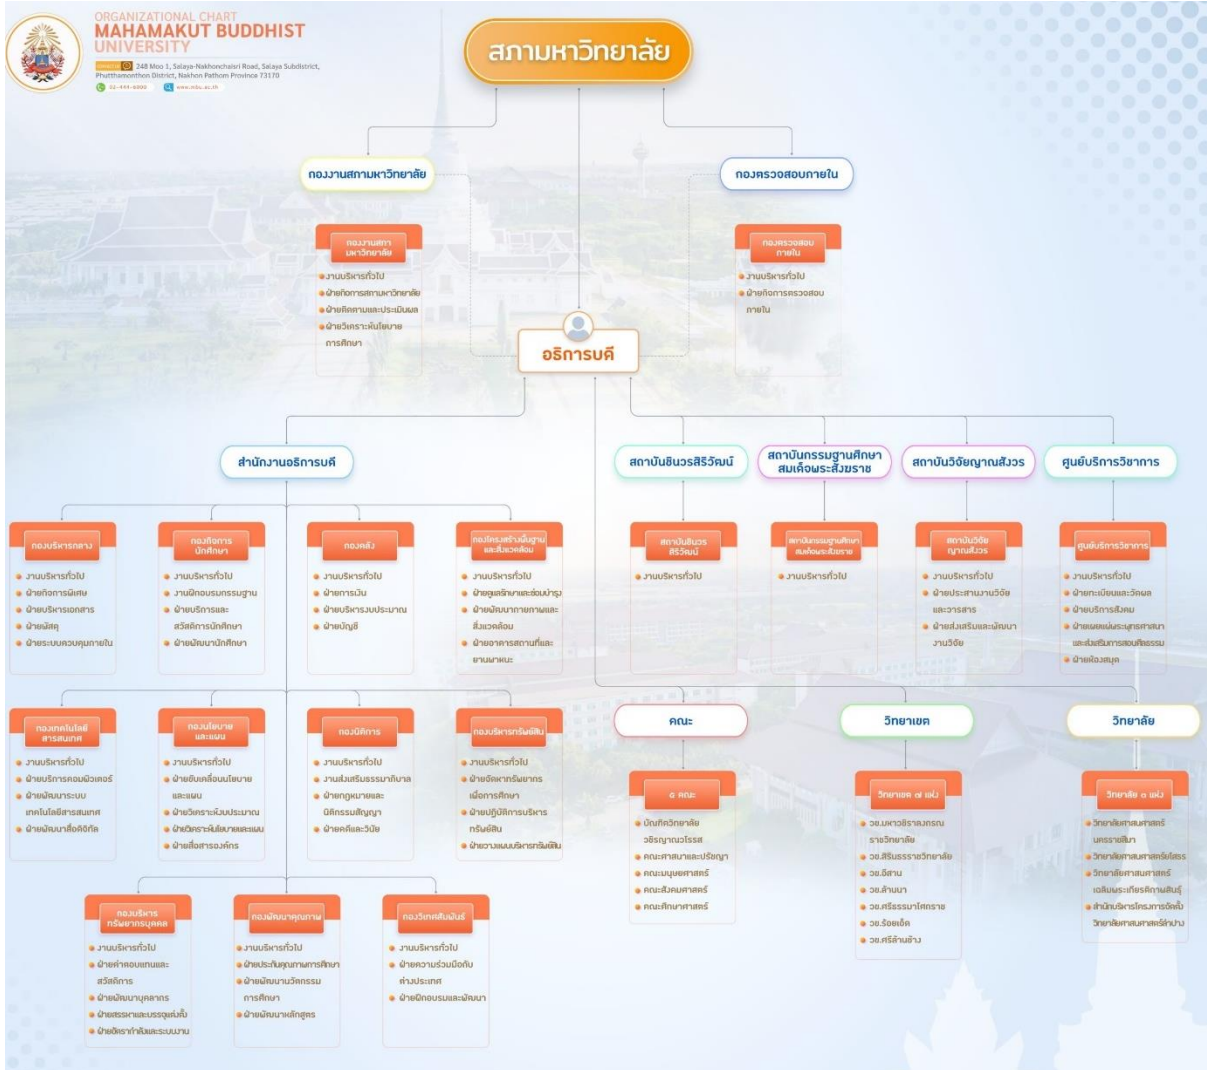 ORGANIZATIONAL CHART
MAHAMAKUT BUDDHIST
UNIVERSITY
248 Moo 1, Salaya-Nakhonchaisri Road, Salaya Subdistrict,
Phutthamonthon District, Nakhon Pathom Province 73170
02-444-6000 www.mbu.ac.th
สภามหาวิทยาลัย
กองงานสภามหาวิทยาลัย
กองตรวจสอบภายใน
กองงานสภา
มหาวิทยาลัย
งานบริหารทั่วไป
ฝ่ายกิจการสภามหาวิทยาลัย
ฝ่ายติดตามและประเมินผล
ฝ่ายวิเคราะห์นโยบาย
การศึกษา
กองตรวจสอบ
ภายใน
งานบริหารทั่วไป
ฝ่ายกิจการตรวจสอบ
ภายใน
อธิการบดี
สำนักงานอธิการบดี
สถาบันชินวรสิริวัฒน์
สถาบันกรรมฐานศึกษา
สมเด็จพระสังฆราช
สถาบันวิจัยญาณสังวร
ศูนย์บริการวิชาการ
กองบริหารกลาง
งานบริหารทั่วไป
ฝ่ายกิจการพิเศษ
ฝ่ายบริหารเอกสาร
ฝ่ายพัสดุ
ฝ่ายระบบควบคุมภายใน
กองกิจการ
นักศึกษา
งานบริหารทั่วไป
งานฝึกอบรมกรรมฐาน
ฝ่ายบริการและ
สวัสดิการนักศึกษา
ฝ่ายพัฒนานักศึกษา
กองคลัง
งานบริหารทั่วไป
ฝ่ายการเงิน
ฝ่ายบริหารงบประมาณ
ฝ่ายบัญชี
กองโครงสร้างพื้นฐาน
และสิ่งแวดล้อม
งานบริหารทั่วไป
ฝ่ายดูแลรักษาและซ่อมบำรุง
ฝ่ายพัฒนากายภาพและ
สิ่งแวดล้อม
ฝ่ายอาคารสถานที่และ
ยานพาหนะ
สถาบันชินวร
สิริวัฒน์
งานบริหารทั่วไป
สถาบันกรรมฐานศึกษา
สมเด็จพระสังฆราช
งานบริหารทั่วไป
สถาบันวิจัย
ญาณสังวร
งานบริหารทั่วไป
ฝ่ายประสานงานวิจัย
และวารสาร
ฝ่ายส่งเสริมและพัฒนา
งานวิจัย
ศูนย์บริการวิชาการ
งานบริหารทั่วไป
ฝ่ายทะเบียนและวัดผล
ฝ่ายบริการสังคม
ฝ่ายเผยแผ่พระพุทธศาสนา
และส่งเสริมการสอนศีลธรรม
ฝ่ายห้องสมุด
คณะ
วิทยาเขต
วิทยาลัย
กองเทคโนโลยี
สารสนเทศ
งานบริหารทั่วไป
ฝ่ายบริการคอมพิวเตอร์
ฝ่ายพัฒนาระบบ
เทคโนโลยีสารสนเทศ
ฝ่ายพัฒนาสื่อดิจิทัล
กองนโยบาย
และแผน
งานบริหารทั่วไป
ฝ่ายขับเคลื่อนนโยบาย
และแผน
ฝ่ายวิเคราะห์งบประมาณ
ฝ่ายวิเคราะห์นโยบายและแผน
ฝ่ายสื่อสารองค์กร
กองนิติการ
งานบริหารทั่วไป
งานส่งเสริมธรรมาภิบาล
ฝ่ายกฎหมายและ
นิติกรรมสัญญา
ฝ่ายคดีและวินัย
กองบริหารทรัพย์สิน
งานบริหารทั่วไป
ฝ่ายจัดหาทรัพยากร
เพื่อการศึกษา
ฝ่ายปฏิบัติการบริหาร
ทรัพย์สิน
ฝ่ายวางแผนบริหารทรัพย์สิน
๕ คณะ
บัณฑิตวิทยาลัย
วชิรญาณวโรรส
คณะศาสนาและปรัชญา
คณะมนุษยศาสตร์
คณะสังคมศาสตร์
คณะศึกษาศาสตร์
วิทยาเขต ๗ แห่ง
วข.มหาวชิราลงกรณ
ราชวิทยาลัย
วข.สิรินธรราชวิทยาลัย
วข.อีสาน
วข.ล้านนา
วข.ศรีธรรมาโศกราช
วข.ร้อยเอ็ด
วข.ศรีล้านช้าง
วิทยาลัย ๓ แห่ง
วิทยาลัยศาสนศาสตร์
นครราชสีมา
วิทยาลัยศาสนศาสตร์ยโสธร
วิทยาลัยศาสนศาสตร์
เฉลิมพระเกียรติกาฬสินธุ์
สำนักบริหารโครงการจัดตั้ง
วิทยาลัยศาสนศาสตร์ลำปาง
กองบริหาร
ทรัพยากรบุคคล
งานบริหารทั่วไป
ฝ่ายค่าตอบแทนและ
สวัสดิการ
ฝ่ายพัฒนาบุคลากร
ฝ่ายสรรหาและบรรจุแต่งตั้ง
ฝ่ายอัตรากำลังและระบบงาน
กองพัฒนาคุณภาพ
งานบริหารทั่วไป
ฝ่ายประกันคุณภาพการศึกษา
ฝ่ายพัฒนานวัตกรรม
การศึกษา
ฝ่ายพัฒนาหลักสูตร
กองวิเทศสัมพันธ์
งานบริหารทั่วไป
ฝ่ายความร่วมมือกับ
ต่างประเทศ
ฝ่ายฝึกอบรมและพัฒนา